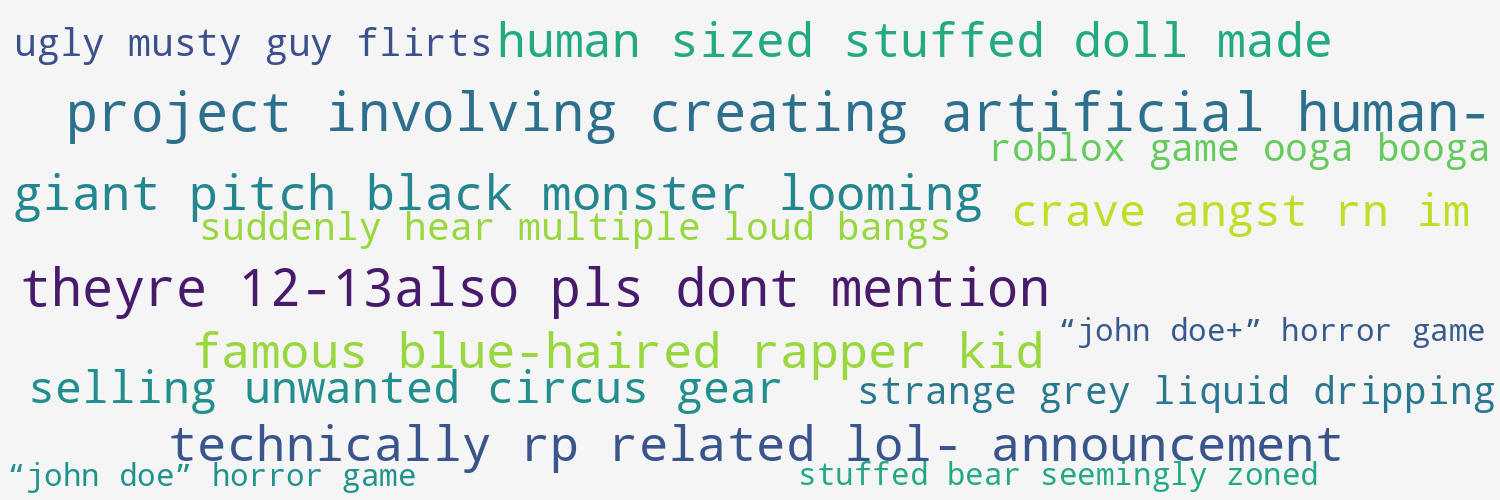 ugly musty guy flirts
human sized stuffed doll made
project involving creating artificial human-
roblox game ooga booga
giant pitch black monster looming
crave angst rn im
suddenly hear multiple loud bangs
theyre 12-13also pls dont mention
“john doe+” horror game
famous blue-haired rapper kid
selling unwanted circus gear
strange grey liquid dripping
technically rp related lol- announcement
“john doe” horror game
stuffed bear seemingly zoned